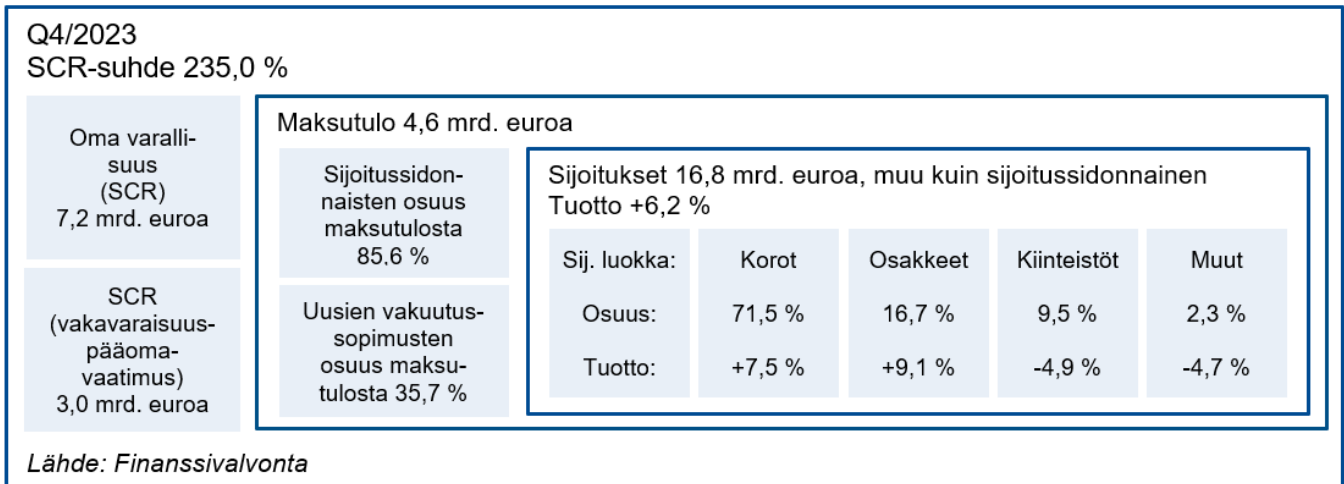 Q4/2023
SCR-suhde 235,0 %
Oma varalli-
suus
(SCR)
7,2 mrd. euroa
SCR
(vakavaraisuus-
pääoma-
vaatimus)
3,0 mrd. euroa
Maksutulo 4,6 mrd. euroa
Sijoitussidon-
naisten osuus
maksutulosta
85,6 %
Uusien vakuutus-
sopimusten
osuus maksu-
tulosta 35,7 %
Sijoitukset 16,8 mrd. euroa, muu kuin sijoitussidonnainen
Tuotto +6,2 %
Sij. luokka: Korot Osakkeet Kiinteistöt Muut
Osuus: 71,5 % 16,7 % 9,5 % 2,3 %
Tuotto: +7,5 % +9,1 % -4,9 % -4,7 %
Lähde: Finanssivalvonta